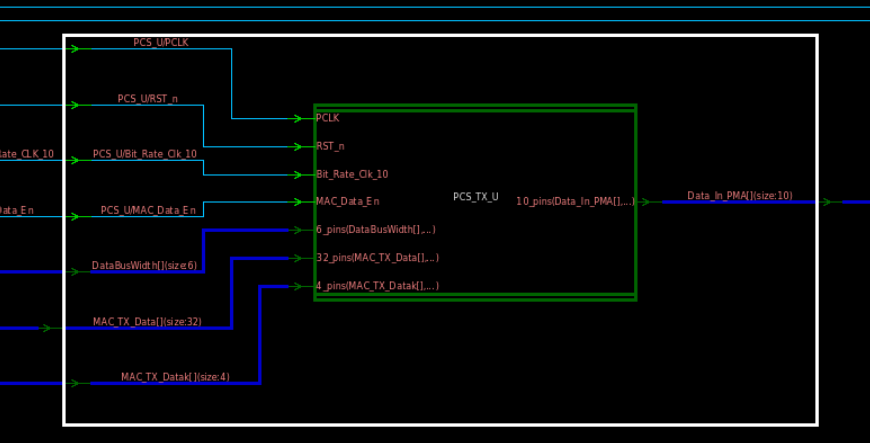 PCS_U/PCLK
PCS_U/RST_n
PCLK
RST_n
ate_CLK_10 PCS_U/Bit_Rate_Clk_10
Bit_Rate_Clk_10
ata_En PCS_U/MAC_Data_En
MAC_Data_En PCS_TX_U 10_pins(Data_In_PMA[],...) Data_In_PMA[](size:10)
6_pins(DataBusWidth[],...)
DataBusWidth[](size:6)
32_pins(MAC_TX_Data[],...)
4_pins(MAC_TX_Datak[],...)
MAC_TX_Data[](size:32)
MAC_TX_Datak[](size:4)